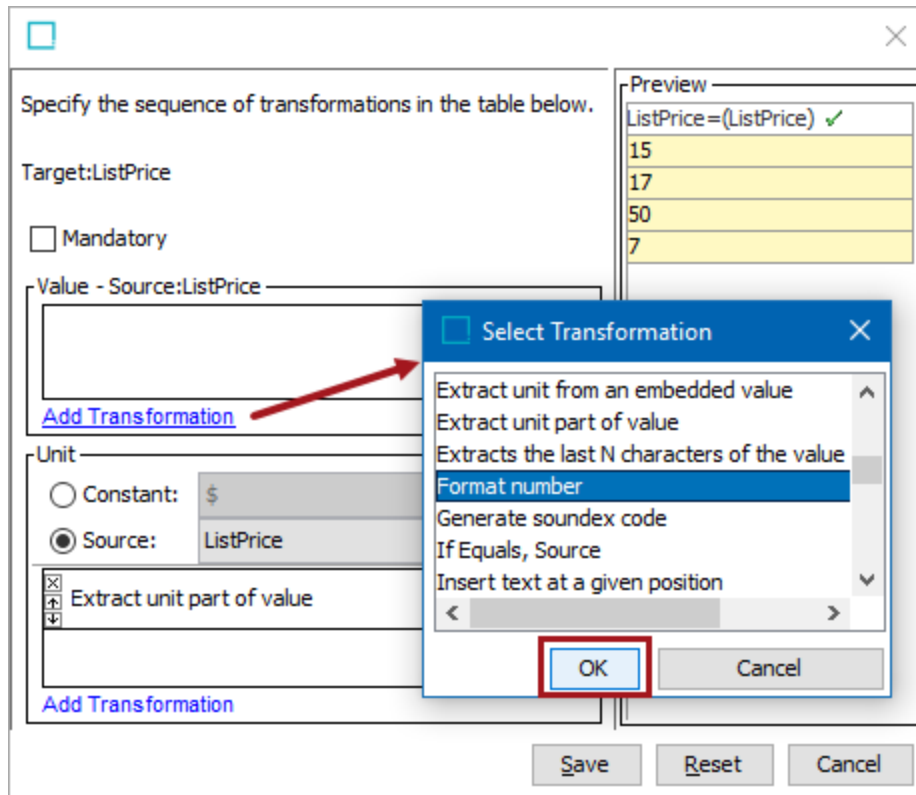 Specify the sequence of transformations in the table below.
Target:ListPrice
Mandatory
Value - Source:ListPrice
Add Transformation
Unit
Constant:
$
Source:
ListPrice
Extract unit part of value
Add Transformation
Preview
ListPrice=(ListPrice)
15
17
50
7
Select Transformation
Extract unit from an embedded value
Extract unit part of value
Extracts the last N characters of the value
Format number
Generate soundex code
If Equals, Source
Insert text at a given position
OK
Cancel
Save
Reset
Cancel